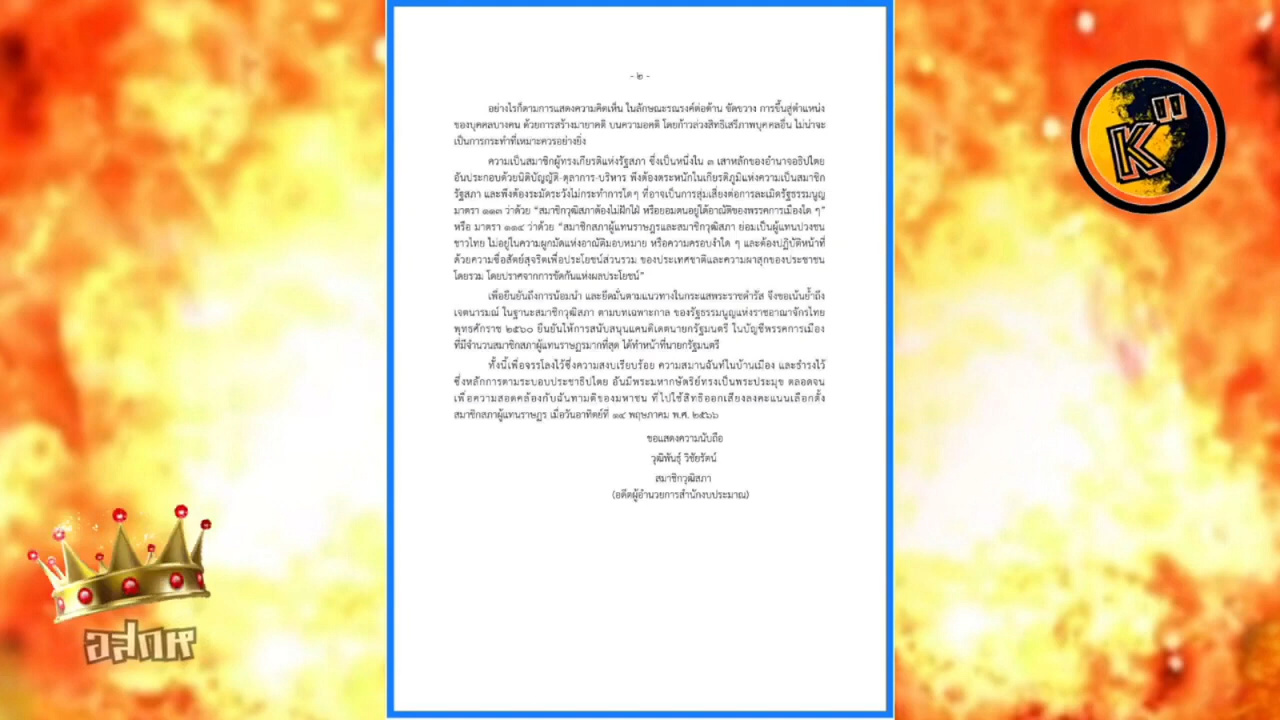 - ๒ -
อย่างไรก็ตามการแสดงความคิดเห็น ในลักษณะรณรงค์ต่อต้าน ขัดขวาง การขึ้นสู่ตำแหน่ง
ของบุคคลบางคน ด้วยการสร้างมายาคติ บนความอคติ โดยก้าวล่วงสิทธิเสรีภาพบุคคลอื่น ไม่น่าจะ
เป็นการกระทำที่เหมาะควรอย่างยิ่ง
ความเป็นสมาชิกผู้ทรงเกียรติแห่งรัฐสภา ซึ่งเป็นหนึ่งใน ๓ เสาหลักของอำนาจอธิปไตย
อันประกอบด้วยนิติบัญญัติ-ตุลาการ-บริหาร พึงต้องตระหนักในเกียรติภูมิแห่งความเป็นสมาชิก
รัฐสภา และพึงต้องระมัดระวังไม่กระทำการใดๆ ที่อาจเป็นการสุ่มเสี่ยงต่อการละเมิดรัฐธรรมนูญ
มาตรา ๑๑๓ ว่าด้วย “สมาชิกวุฒิสภาต้องไม่ฝักใฝ่ หรือยอมตนอยู่ใต้อาณัติของพรรคการเมืองใด ๆ”
หรือ มาตรา ๑๑๔ ว่าด้วย “สมาชิกสภาผู้แทนราษฎรและสมาชิกวุฒิสภา ย่อมเป็นผู้แทนปวงชน
ชาวไทย ไม่อยู่ในความผูกมัดแห่งอาณัติมอบหมาย หรือความครอบงำใด ๆ และต้องปฏิบัติหน้าที่
ด้วยความซื่อสัตย์สุจริตเพื่อประโยชน์ส่วนรวม ของประเทศชาติและความผาสุกของประชาชน
โดยรวม โดยปราศจากการขัดกันแห่งผลประโยชน์”
เพื่อยืนยันถึงการน้อมนำ และยึดมั่นตามแนวทางในกระแสพระราชดำรัส จึงขอเน้นย้ำถึง
เจตนารมณ์ ในฐานะสมาชิกวุฒิสภา ตามบทเฉพาะกาล ของรัฐธรรมนูญแห่งราชอาณาจักรไทย
พุทธศักราช ๒๕๖๐ ยืนยันให้การสนับสนุนแคนดิเดตนายกรัฐมนตรี ในบัญชีพรรคการเมือง
ที่มีจำนวนสมาชิกสภาผู้แทนราษฎรมากที่สุด ได้ทำหน้าที่นายกรัฐมนตรี
ทั้งนี้เพื่อจรรโลงไว้ซึ่งความสงบเรียบร้อย ความสมานฉันท์ในบ้านเมือง และธำรงไว้
ซึ่งหลักการตามระบอบประชาธิปไตย อันมีพระมหากษัตริย์ทรงเป็นพระประมุข ตลอดจน
เพื่อความสอดคล้องกับฉันทามติของมหาชน ที่ไปใช้สิทธิออกเสียงลงคะแนนเลือกตั้ง
สมาชิกสภาผู้แทนราษฎร เมื่อวันอาทิตย์ที่ ๑๔ พฤษภาคม พ.ศ. ๒๕๖๖
ขอแสดงความนับถือ
วุฒิพันธุ์ วิชัยรัตน์
สมาชิกวุฒิสภา
(อดีตผู้อำนวยการสำนักงบประมาณ)
K"
อสกห